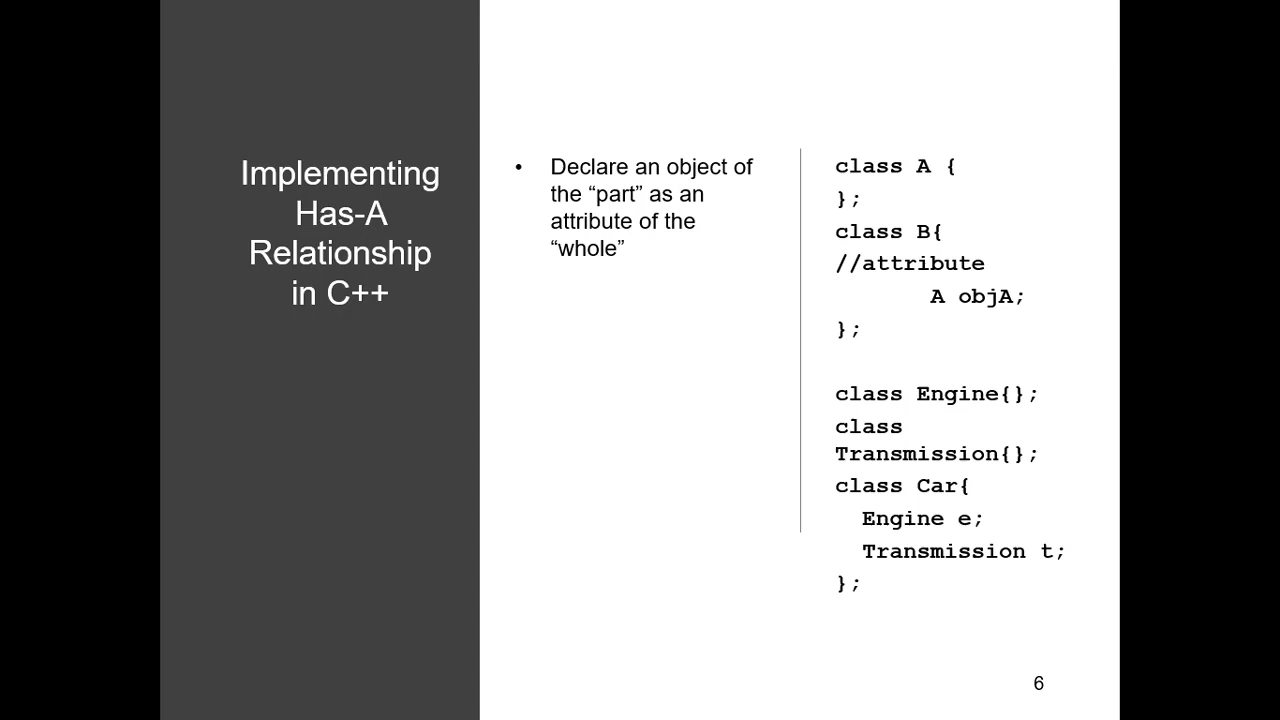 Implementing
Has-A
Relationship
in C++
• Declare an object of
the “part” as an
attribute of the
“whole”
class A {
};
class B{
//attribute
A objA;
};
class Engine{};
class
Transmission{};
class Car{
Engine e;
Transmission t;
};
6